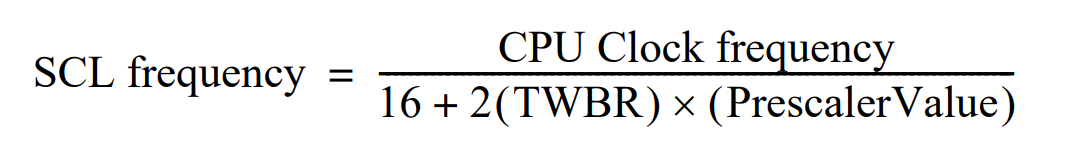 SCL frequency = CPU Clock frequency
16 + 2(TWBR) × (PrescalerValue)